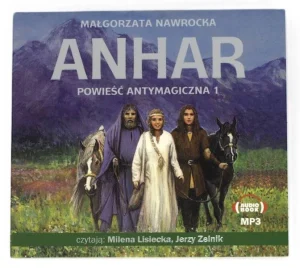 MAŁGORZATA NAWROCKA
ANHAR
POWIEŚĆ ANTYMAGICZNA 1
AUDIO
BOOK
MP3
czytają: Milena Lisiecka, Jerzy Zelnik